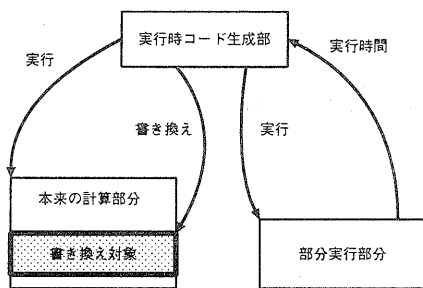 実行時コード生成部
実行
実行時間
書き換え
実行
本来の計算部分
書き換え対象
部分実行部分